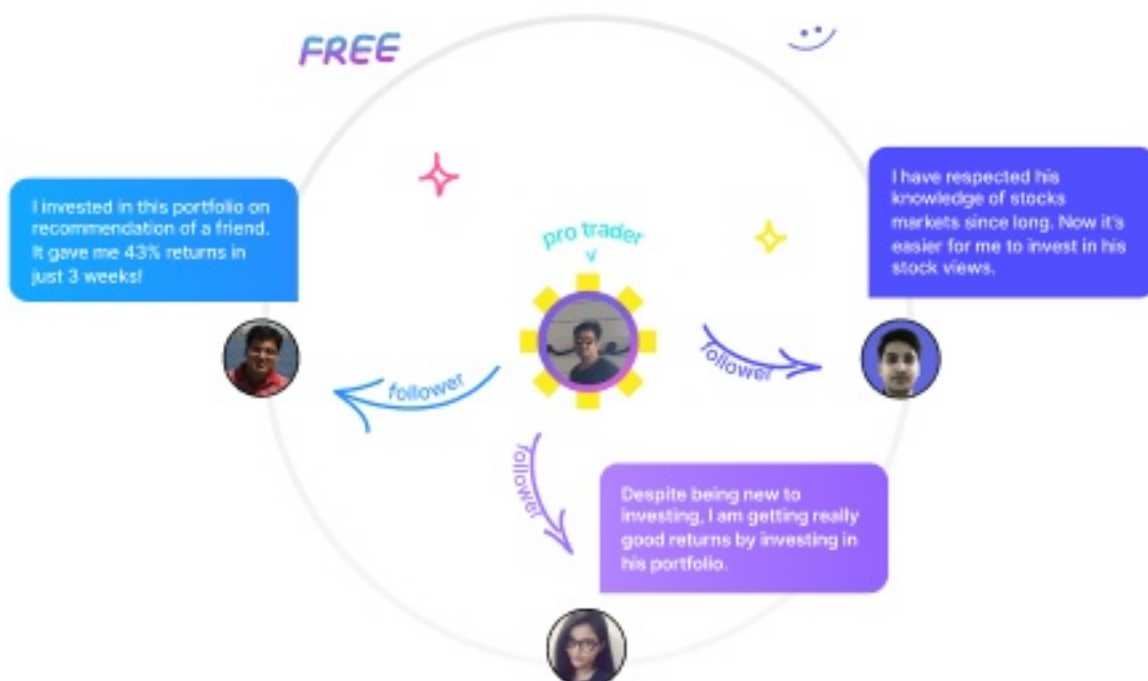 FREE
I invested in this portfolio on
recommendation of a friend.
It gave me 43% returns in
just 3 weeks!
I have respected his
knowledge of stocks
markets since long. Now it's
easier for me to invest in his
stock views.
pro trader
v
follower
follower
follower
Despite being new to
investing, I am getting really
good returns by investing in
his portfolio.